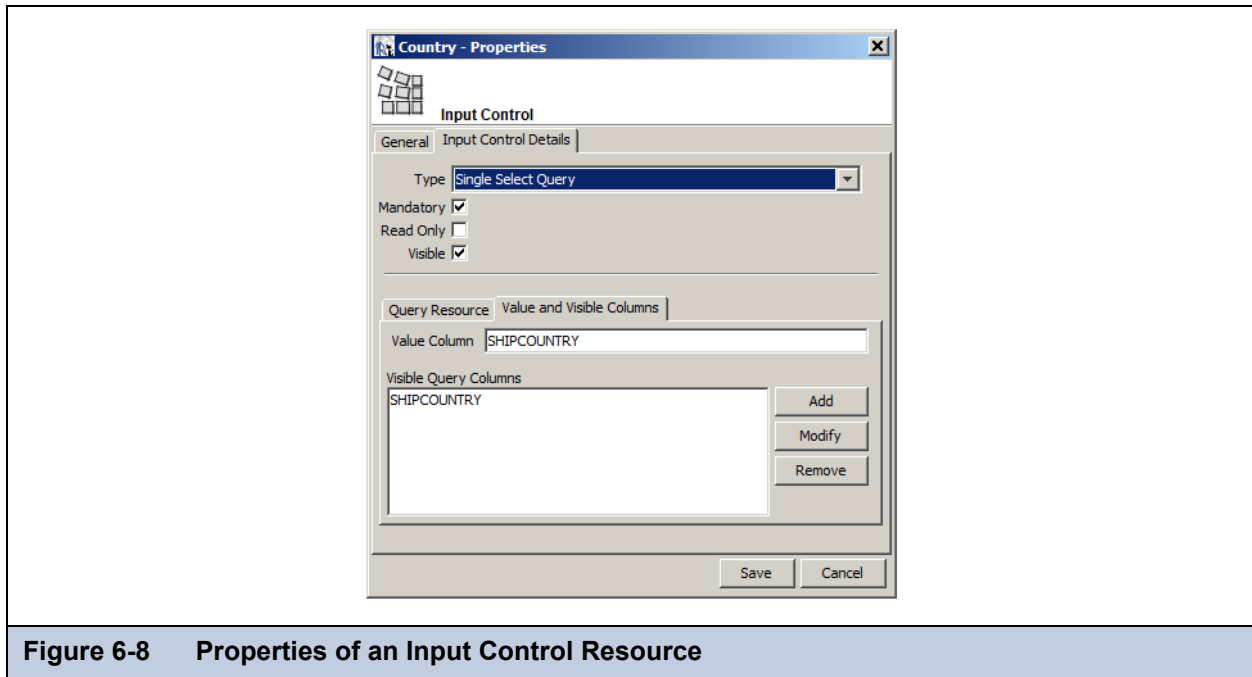 Country - Properties
Input Control
General Input Control Details
Type Single Select Query
Mandatory
Read Only
Visible
Query Resource Value and Visible Columns
Value Column SHIPCOUNTRY
Visible Query Columns
SHIPCOUNTRY
Add
Modify
Remove
Save Cancel
Figure 6-8 Properties of an Input Control Resource